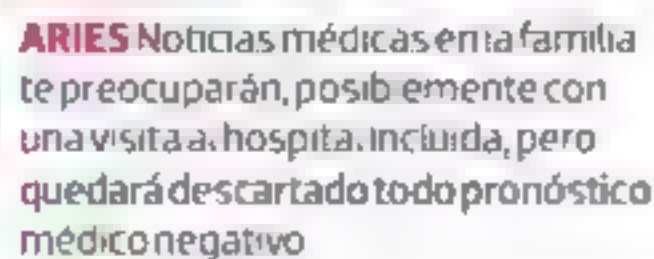 ARIES Noticias médicas en la familia
te preocuparán, posiblemente con
una visita al hospital incluida, pero
quedará descartado todo pronóstico
médico negativo